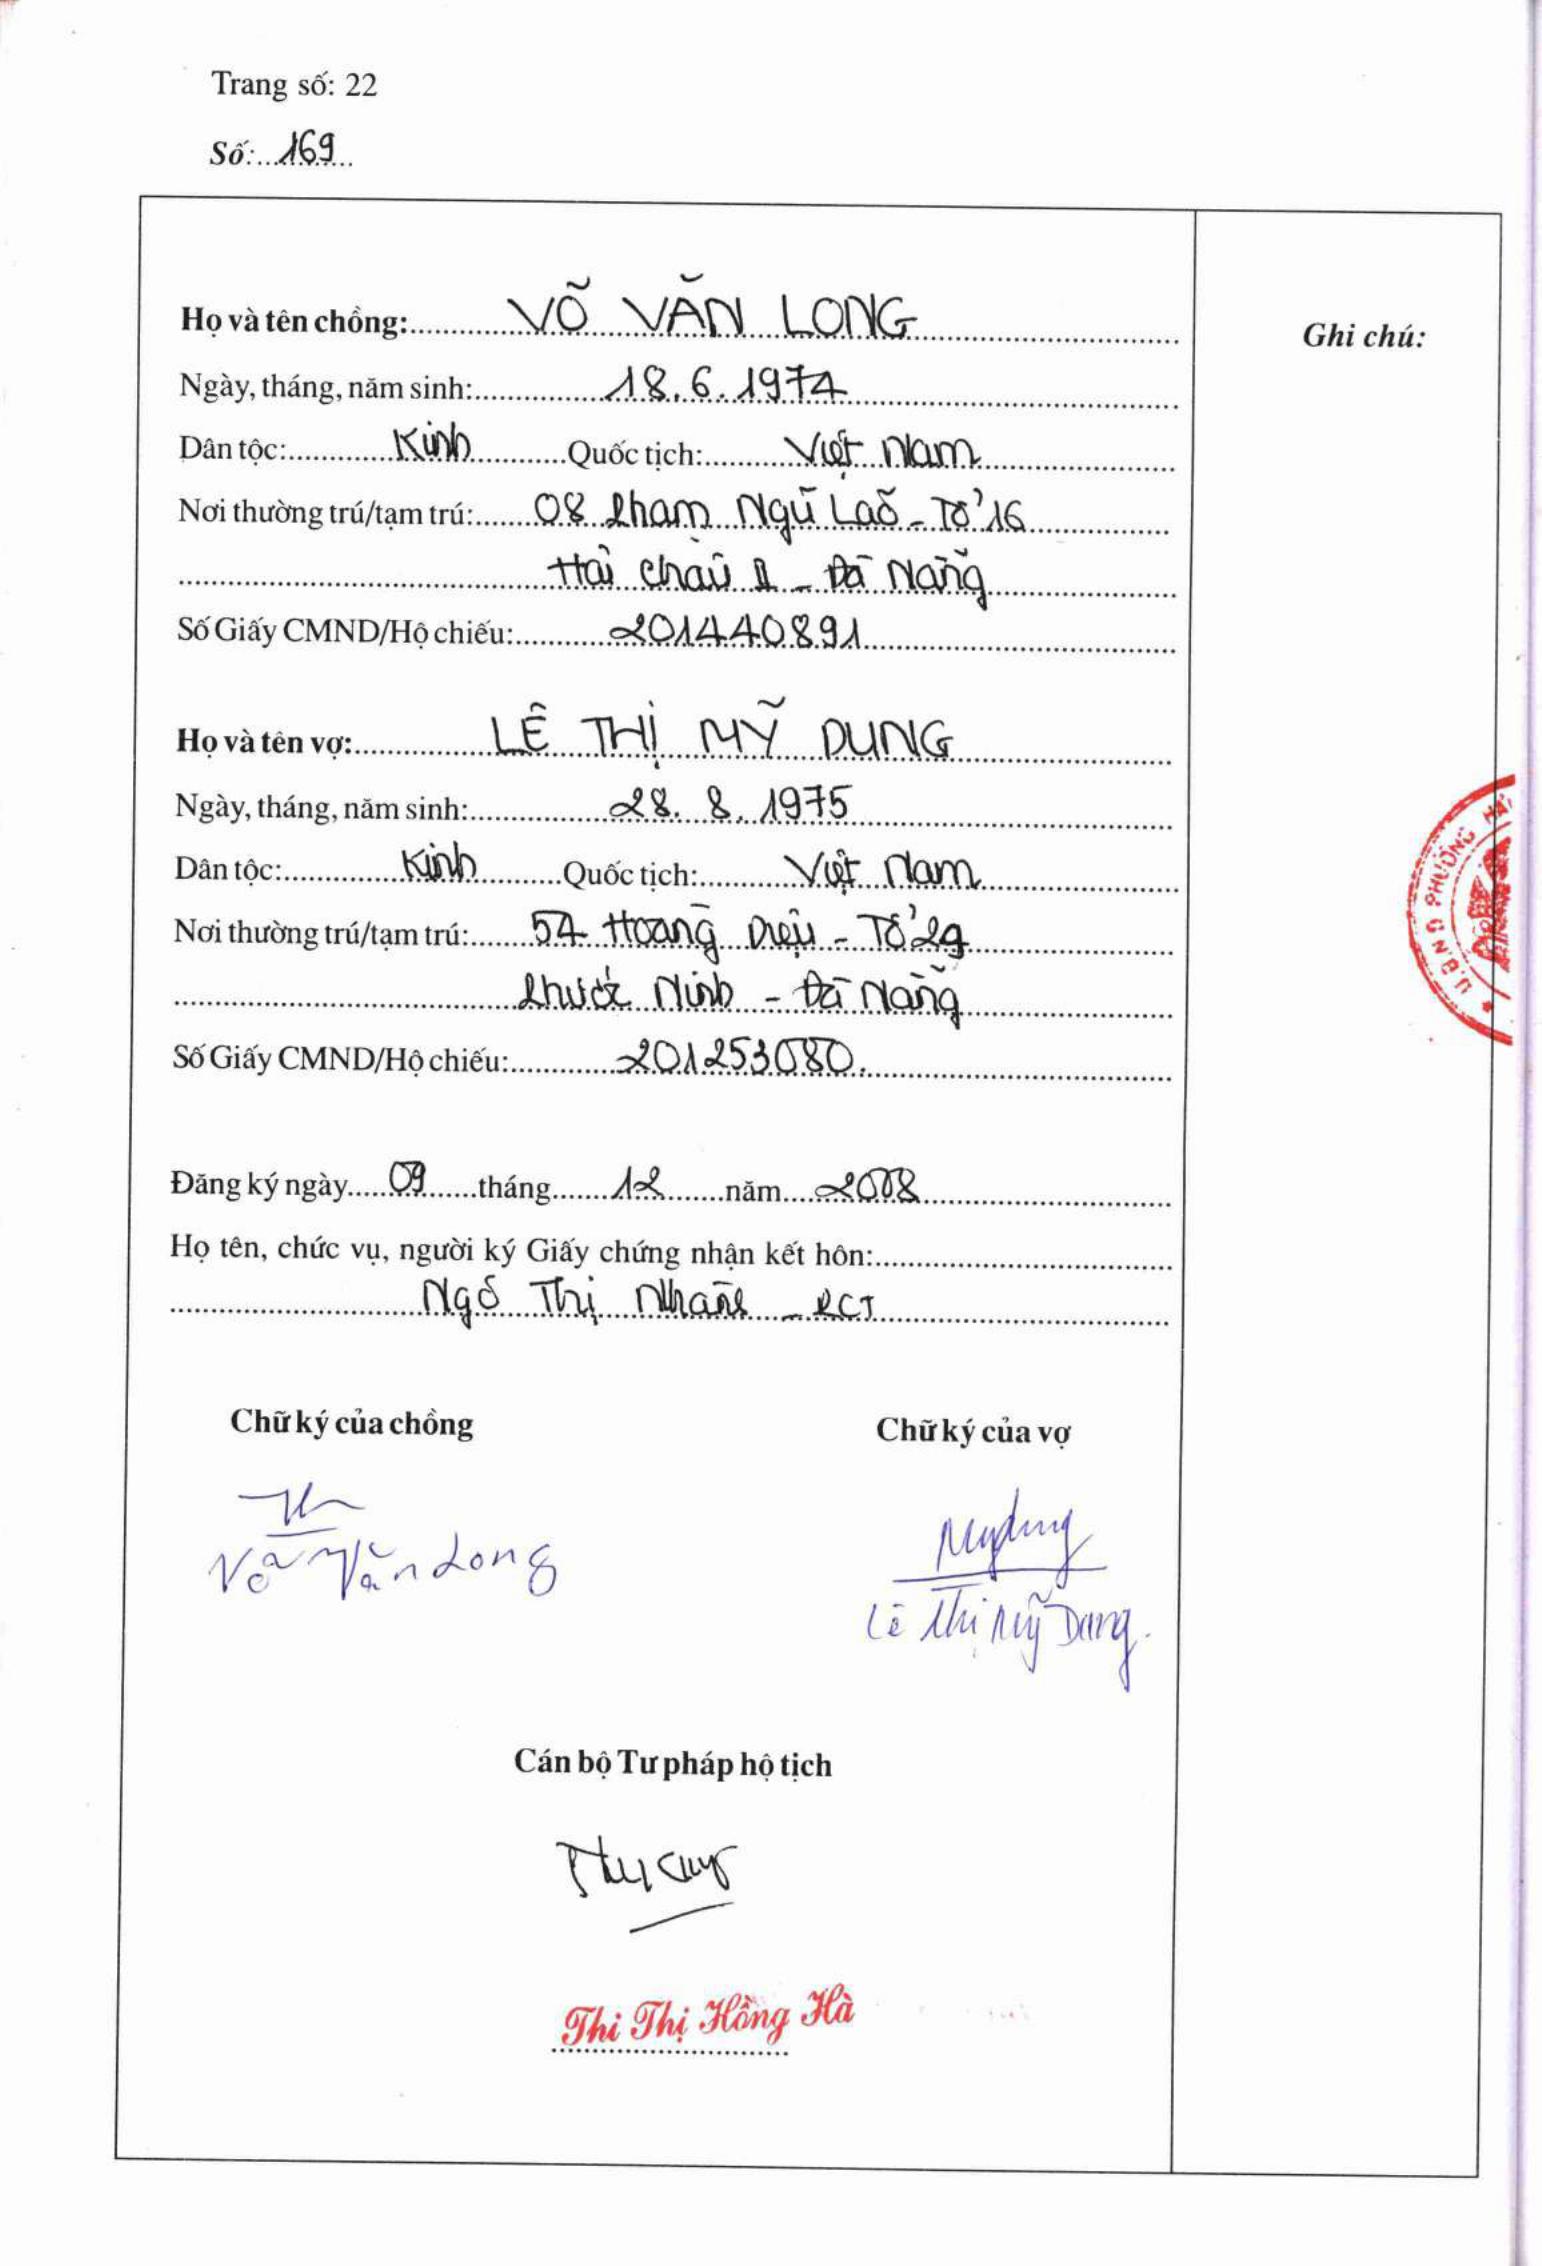 Trang số: 22
Số: 169
Họ và tên chồng: VÕ VĂN LONG
Ghi chú:
Ngày, tháng, năm sinh: 18.6.1974
Dân tộc: Kinh Quốc tịch: Việt Nam
Nơi thường trú/tạm trú: 08 Phạm Ngũ Lão - Tổ 16
Hải Châu II - Đà Nẵng
Số Giấy CMND/Hộ chiếu: 201440891
Họ và tên vợ: LÊ THỊ MỸ DUNG
Ngày, tháng, năm sinh: 28.8.1975
Dân tộc: Kinh Quốc tịch: Việt Nam
Nơi thường trú/tạm trú: 54 Hoàng Diệu - Tổ 29
Phước Ninh - Đà Nẵng
Số Giấy CMND/Hộ chiếu: 201253080.
U.B.N.D PHƯỜNG
Đăng ký ngày 09 tháng 12 năm 2008
Họ tên, chức vụ, người ký Giấy chứng nhận kết hôn:
Ngô Thị - PCT
Chữ ký của chồng
Chữ ký của vợ
Võ Văn Long
Mydung
Lê Thị Mỹ Dung.
Cán bộ Tư pháp hộ tịch
Thi Thị Hồng Hà